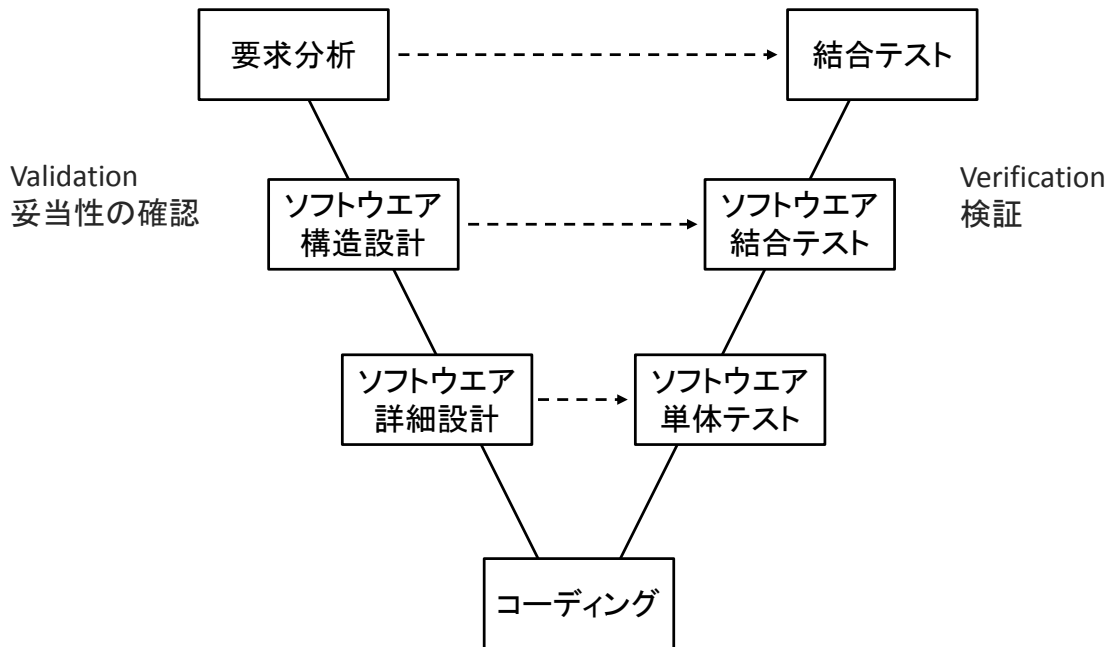 要求分析
結合テスト
Validation
妥当性の確認
Verification
検証
ソフトウエア
構造設計
ソフトウエア
結合テスト
ソフトウエア
詳細設計
ソフトウエア
単体テスト
コーディング